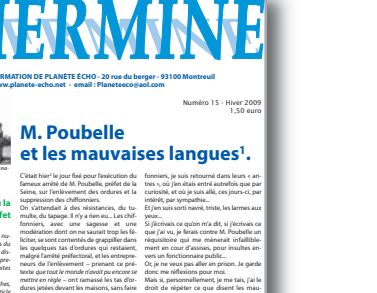 HERMINE
RMATION DE PLANÈTE ÉCHO - 20 rue du berger - 93100 Montreuil
ww.planete-echo.net - email : Planeteeco@aol.com
Numéro 15 - Hiver 2009
1,50 euro
M. Poubelle
et les mauvaises langues¹.
C'était hier² le jour fixé pour l'exécution du
fameux arrêté de M. Poubelle, préfet de la
Seine, sur l'enlèvement des ordures et la
suppression des chiffonniers.
On s'attendait à des résistances, du tu-
multe, du tapage. Il n'y a rien eu... Les chif-
fonniers, avec une sagesse et une
modération dont on ne saurait trop les fé-
liciter, se sont contentés de grappiller dans
les quelques tas d'ordures qui restaient,
malgré l'arrêté préfectoral, et les entrepre-
neurs de l'enlèvement – prenant ce pré-
texte que tout le monde n'avait pu encore se
mettre en règle – ont ramassé les tas d'or-
dures jetées devant les maisons, sans faire
fonniers, je suis retourné dans leurs « an-
tres », où j'en étais entré autrefois que par
curiosité, et où je suis allé, ces jours-ci, par
intérêt, par sympathie...
Et j'en suis sorti navré, triste, les larmes aux
yeux...
Si j'écrivais ce qu'on m'a dit, si j'écrivais ce
que j'ai vu, je ferais contre M. Poubelle un
réquisitoire qui me mènerait infaillible-
ment en cour d'assises, pour insultes en-
vers un fonctionnaire public...
Or, je ne veux pas aller en prison. Je garde
donc me réflexions pour moi.
Mais si, personnellement, je me tais, j'ai le
droit de répéter ce que disent les mau-
la
fet